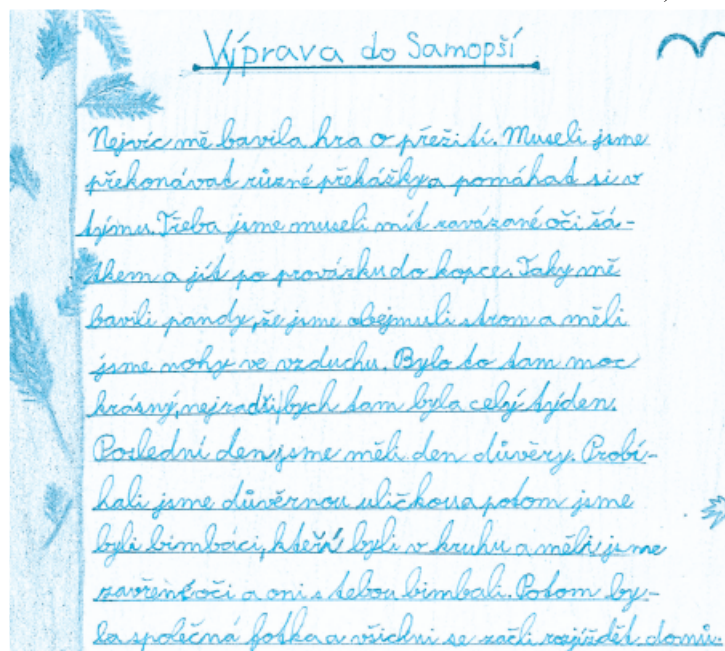 Výprava do Samopší
Nejvíc mě bavila hra o přežití. Museli jsme
překonávat různé překážky a pomáhat si v
týmu. Třeba jsme museli mít zavázané oči šá-
tkem a jít po provázku do kopce. Taky mě
bavili pandy, že jsme obejmuli strom a měli
jsme nohy ve vzduchu. Bylo to tam moc
krásný, nejradši bych tam byla celý týden.
Poslední den jsme měli den důvěry. Probí-
hali jsme důvěrnou uličkou a potom jsme
byli bimbáci, kteří byli v kruhu a měli jsme
zavřené oči a oni s tebou bimbali. Potom by-
la společná fotka a všichni se začli rozjíždět domů.